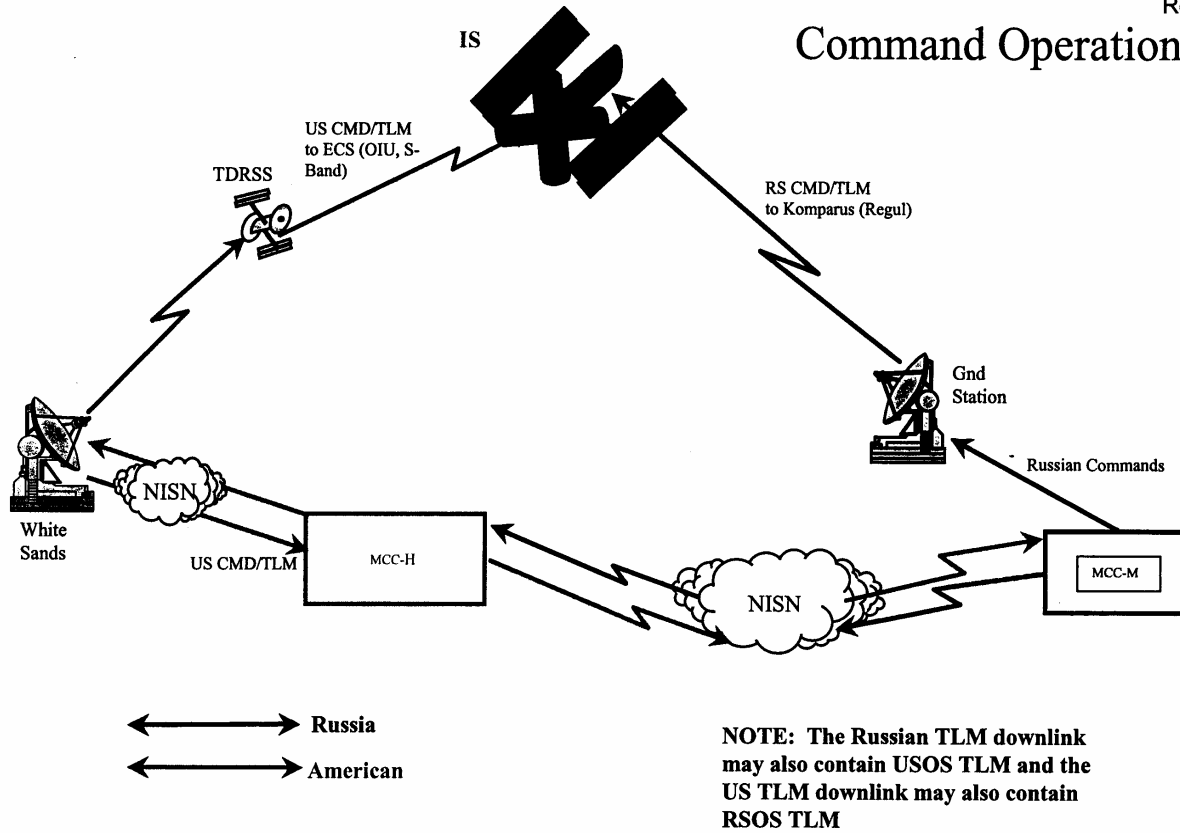 Command Operation
IS
US CMD/TLM
to ECS (OIU, S-
Band)
TDRSS
RS CMD/TLM
to Komparus (Regul)
Gnd
Station
Russian Commands
White
Sands
NISN
US CMD/TLM
MCC-H
NISN
MCC-M
Russia
American
NOTE: The Russian TLM downlink
may also contain USOS TLM and the
US TLM downlink may also contain
RSOS TLM